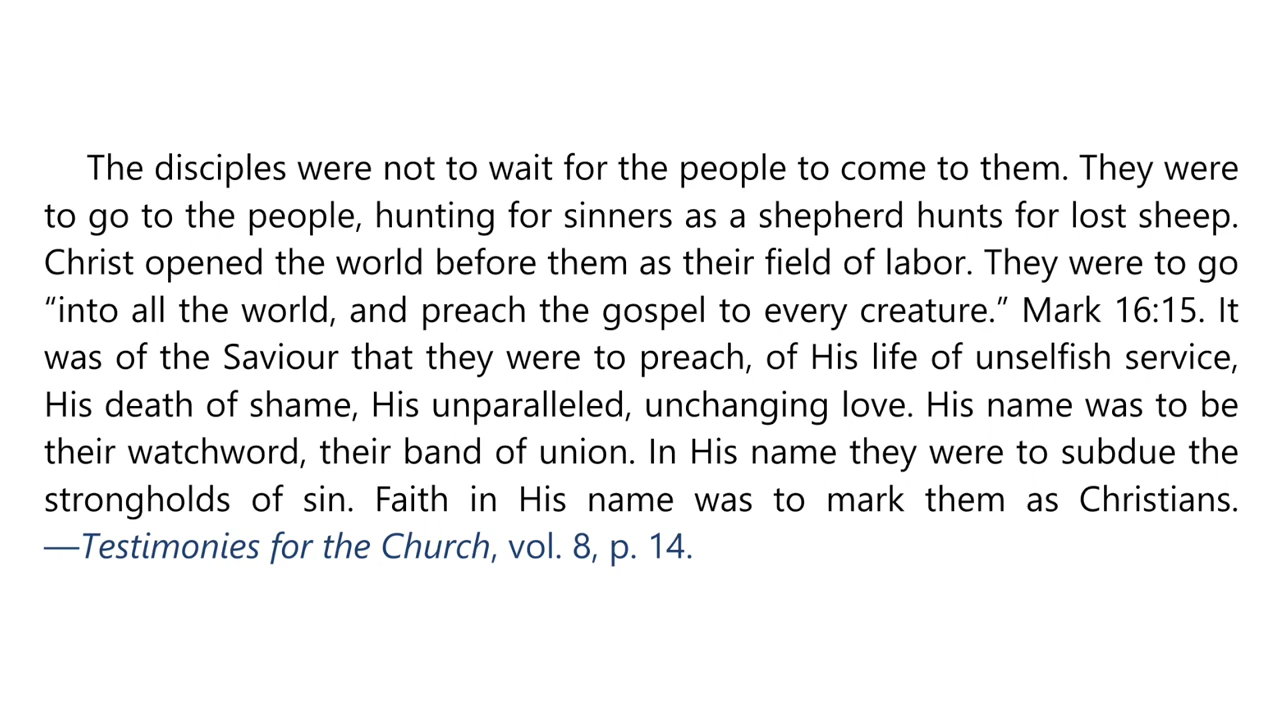 The disciples were not to wait for the people to come to them. They were
to go to the people, hunting for sinners as a shepherd hunts for lost sheep.
Christ opened the world before them as their field of labor. They were to go
“into all the world, and preach the gospel to every creature.” Mark 16:15. It
was of the Saviour that they were to preach, of His life of unselfish service,
His death of shame, His unparalleled, unchanging love. His name was to be
their watchword, their band of union. In His name they were to subdue the
strongholds of sin. Faith in His name was to mark them as Christians.
—Testimonies for the Church, vol. 8, p. 14.